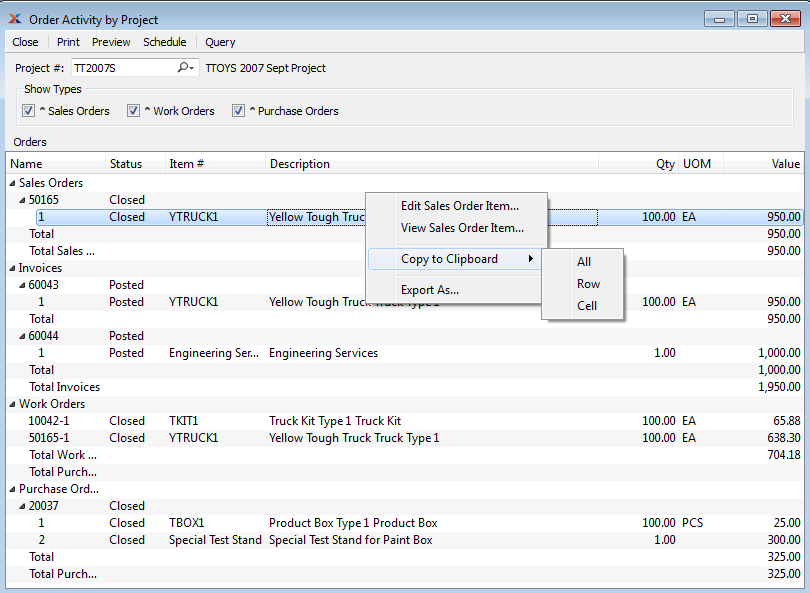 Order Activity by Project
Close Print Preview Schedule Query
Project #: TT2007S TTOYS 2007 Sept Project
Show Types
^ Sales Orders ^ Work Orders ^ Purchase Orders
Orders
Name Status Item # Description Qty UOM Value
Sales Orders
50165 Closed
1 Closed YTRUCK1 Yellow Tough Truc 100.00 EA 950.00
Total 950.00
Total Sales ... 950.00
Invoices
60043 Posted
1 Posted YTRUCK1 Yellow Tough Truck Truck Type 1 100.00 EA 950.00
Total 950.00
60044 Posted
1 Posted Engineering Ser... Engineering Services 1.00 1,000.00
Total 1,000.00
Total Invoices 1,950.00
Work Orders
10042-1 Closed TKIT1 Truck Kit Type 1 Truck Kit 100.00 EA 65.88
50165-1 Closed YTRUCK1 Yellow Tough Truck Truck Type 1 100.00 EA 638.30
Total Work ... 704.18
Total Purch...
Purchase Ord...
20037 Closed
1 Closed TBOX1 Product Box Type 1 Product Box 100.00 PCS 25.00
2 Closed Special Test Stand Special Test Stand for Paint Box 1.00 300.00
Total 325.00
Total Purch... 325.00
Edit Sales Order Item...
View Sales Order Item...
Copy to Clipboard
Export As...
All
Row
Cell